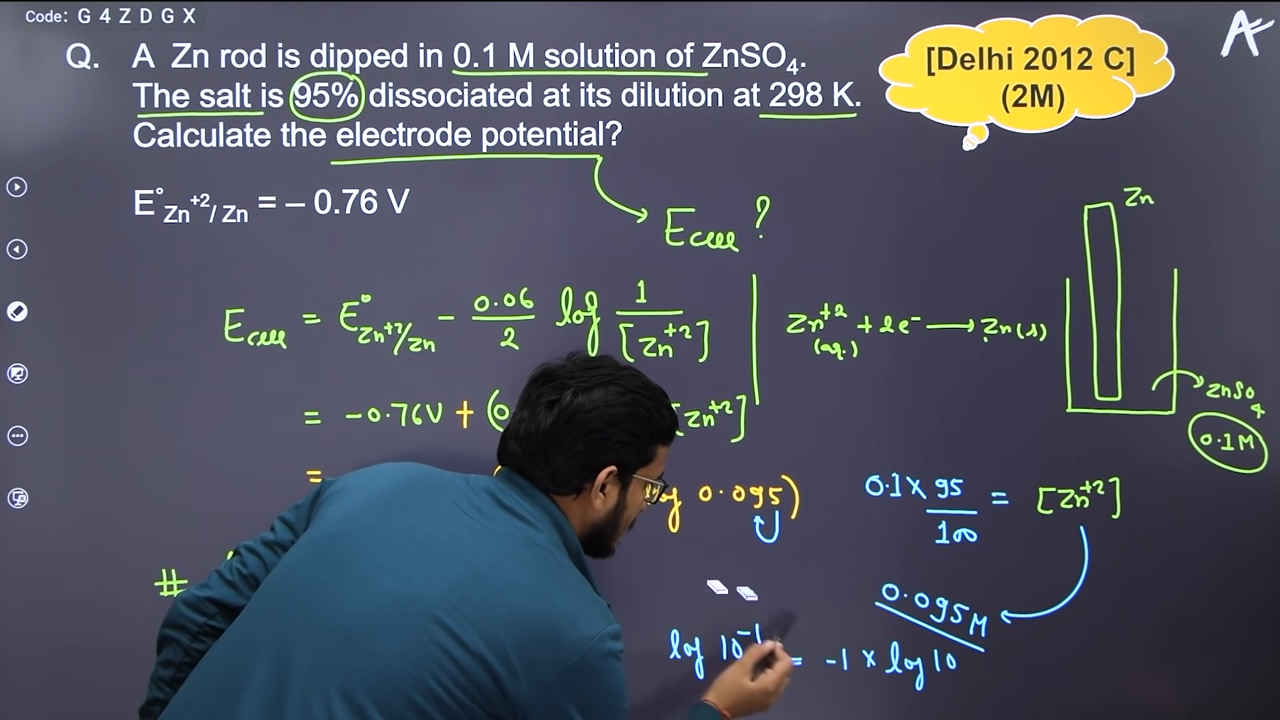 Code: G 4 Z D G X
Q. A Zn rod is dipped in 0.1 M solution of ZnSO₄.
The salt is 95% dissociated at its dilution at 298 K.
Calculate the electrode potential?
[Delhi 2012 C]
(2M)
E°Zn⁺²/ Zn = – 0.76 V
Ecell ?
Zn
Ecell = E°Zn⁺²/Zn - 0.06/2 log 1/[Zn⁺²]
Zn⁺²(aq.) + 2e⁻ → Zn(s)
ZnSO₄
0.1M
= -0.76V + (0 [Zn⁺²]
= log 0.095)
0.1 × 95/100 = [Zn⁺²]
0.095M
#
log 10⁻¹ = -1 × log 10